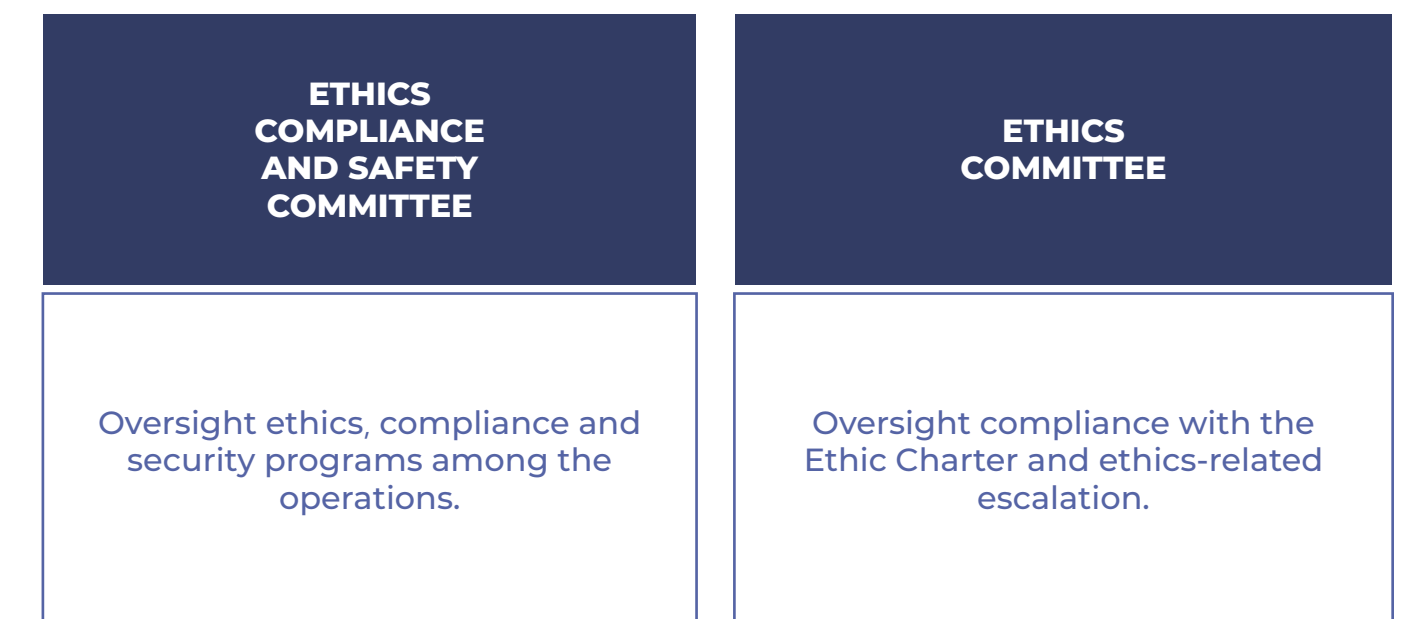 ETHICS
COMPLIANCE
AND SAFETY
COMMITTEE
Oversight ethics, compliance and
security programs among the
operations.
ETHICS
COMMITTEE
Oversight compliance with the
Ethic Charter and ethics-related
escalation.